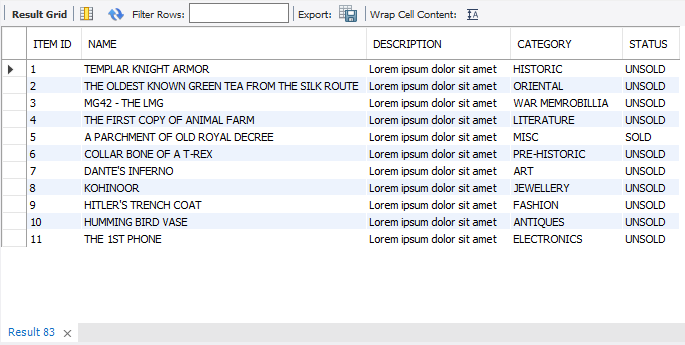 Result Grid Filter Rows: Export: Wrap Cell Content:
ITEM ID NAME DESCRIPTION CATEGORY STATUS
1 TEMPLAR KNIGHT ARMOR Lorem ipsum dolor sit amet HISTORIC UNSOLD
2 THE OLDEST KNOWN GREEN TEA FROM THE SILK ROUTE Lorem ipsum dolor sit amet ORIENTAL UNSOLD
3 MG42 - THE LMG Lorem ipsum dolor sit amet WAR MEMROBILLIA UNSOLD
4 THE FIRST COPY OF ANIMAL FARM Lorem ipsum dolor sit amet LITERATURE UNSOLD
5 A PARCHMENT OF OLD ROYAL DECREE Lorem ipsum dolor sit amet MISC SOLD
6 COLLAR BONE OF A T-REX Lorem ipsum dolor sit amet PRE-HISTORIC UNSOLD
7 DANTE'S INFERNO Lorem ipsum dolor sit amet ART UNSOLD
8 KOHINOOR Lorem ipsum dolor sit amet JEWELLERY UNSOLD
9 HITLER'S TRENCH COAT Lorem ipsum dolor sit amet FASHION UNSOLD
10 HUMMING BIRD VASE Lorem ipsum dolor sit amet ANTIQUES UNSOLD
11 THE 1ST PHONE Lorem ipsum dolor sit amet ELECTRONICS UNSOLD
Result 83